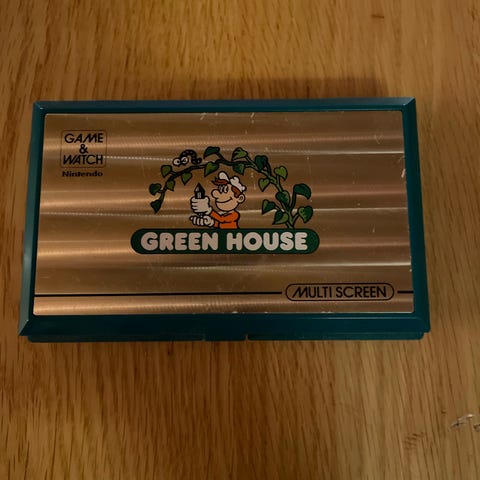 GAME
&
WATCH
Nintendo
GREEN HOUSE
MULTI SCREEN